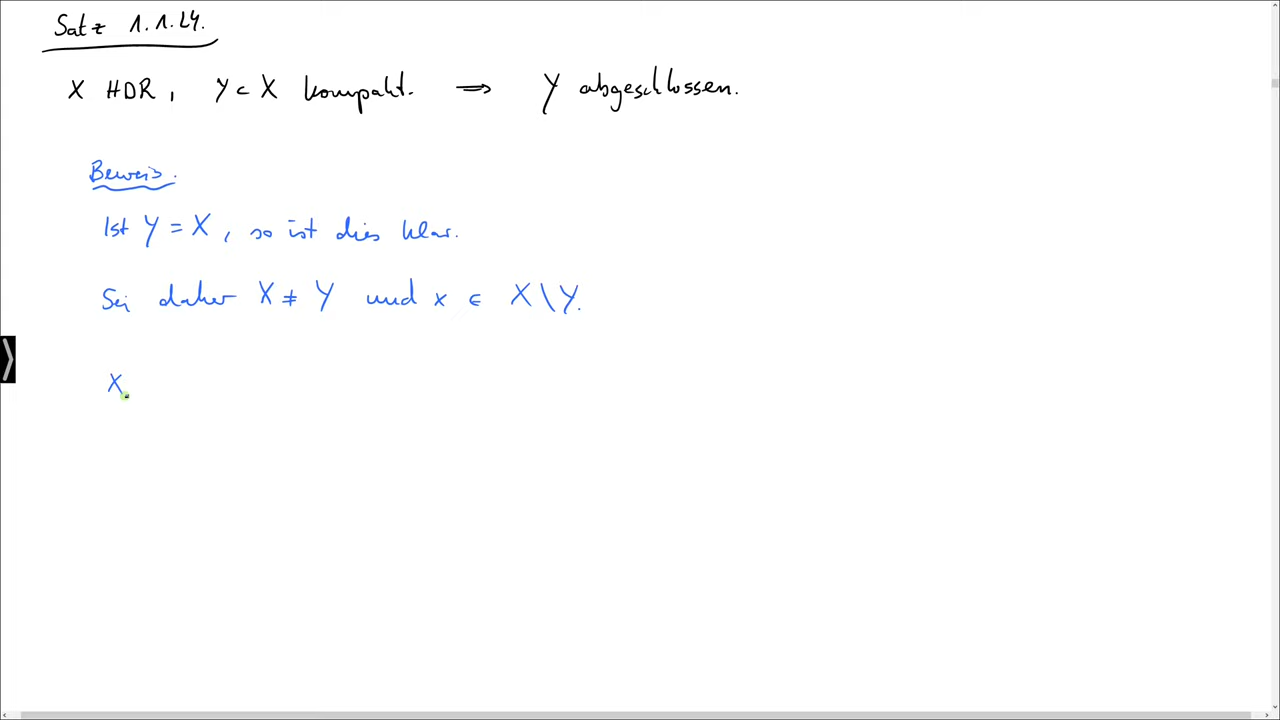 Satz 1.1.24.
X HDR, Y ⊂ X kompakt. ⟹ Y abgeschlossen.
Beweis.
Ist Y = X, so ist dies klar.
Sei daher X ≠ Y und x ∈ X\Y.
X